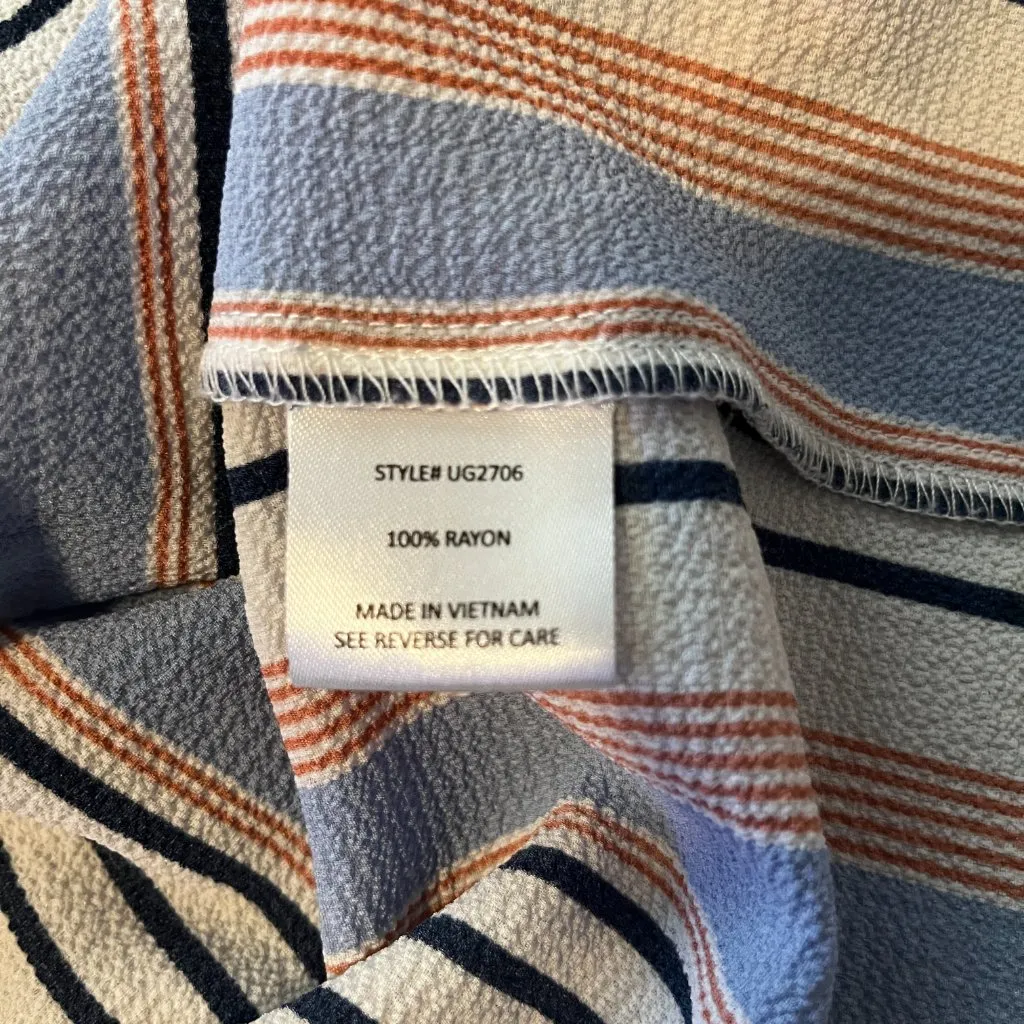 STYLE# UG2706
100% RAYON
MADE IN VIETNAM
SEE REVERSE FOR CARE